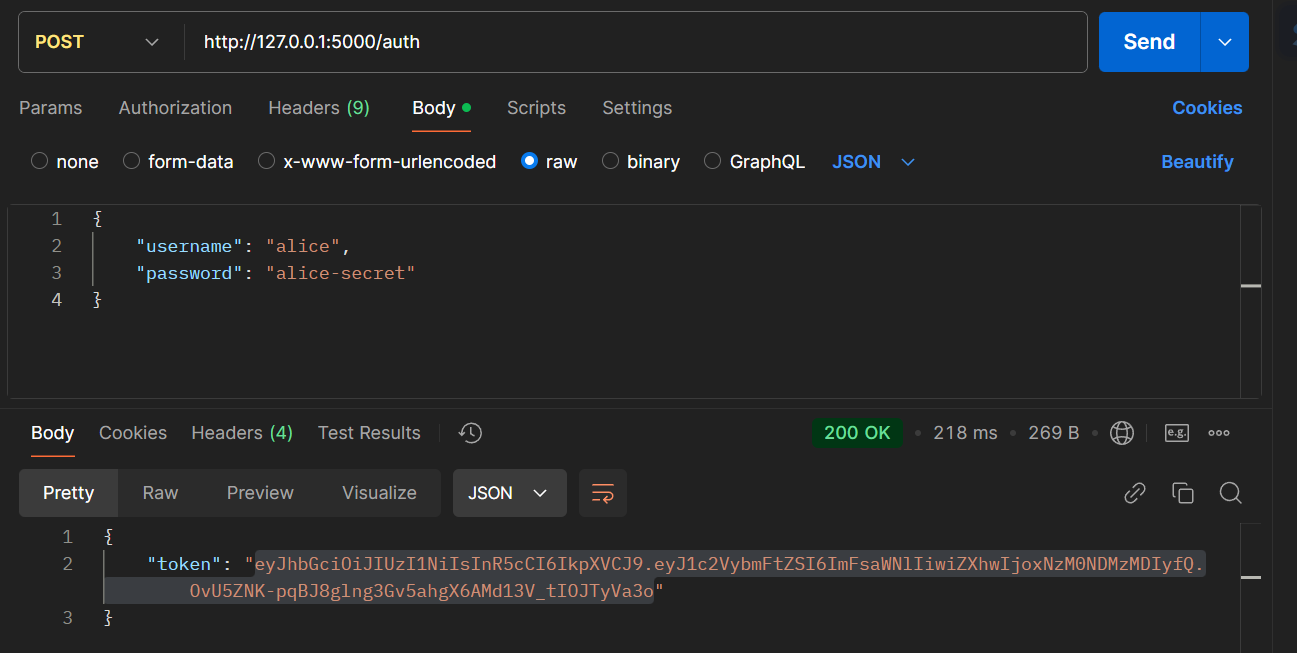 POST http://127.0.0.1:5000/auth Send
Params Authorization Headers (9) Body Scripts Settings Cookies
none form-data x-www-form-urlencoded raw binary GraphQL JSON Beautify
1 {
2 "username": "alice",
3 "password": "alice-secret"
4 }
Body Cookies Headers (4) Test Results 200 OK • 218 ms • 269 B • e.g.
Pretty Raw Preview Visualize JSON
1 {
2 "token": "eyJhbGciOiJIUzI1NiIsInR5cCI6IkpXVCJ9.eyJ1c2VybmFtZSI6ImFsaWNlIiwiZXhwIjoxNzM0NDMzMDIyfQ.
OvU5ZNK-pqBJ8glng3Gv5ahgX6AMd13V_tIOJTyVa3o"
3 }